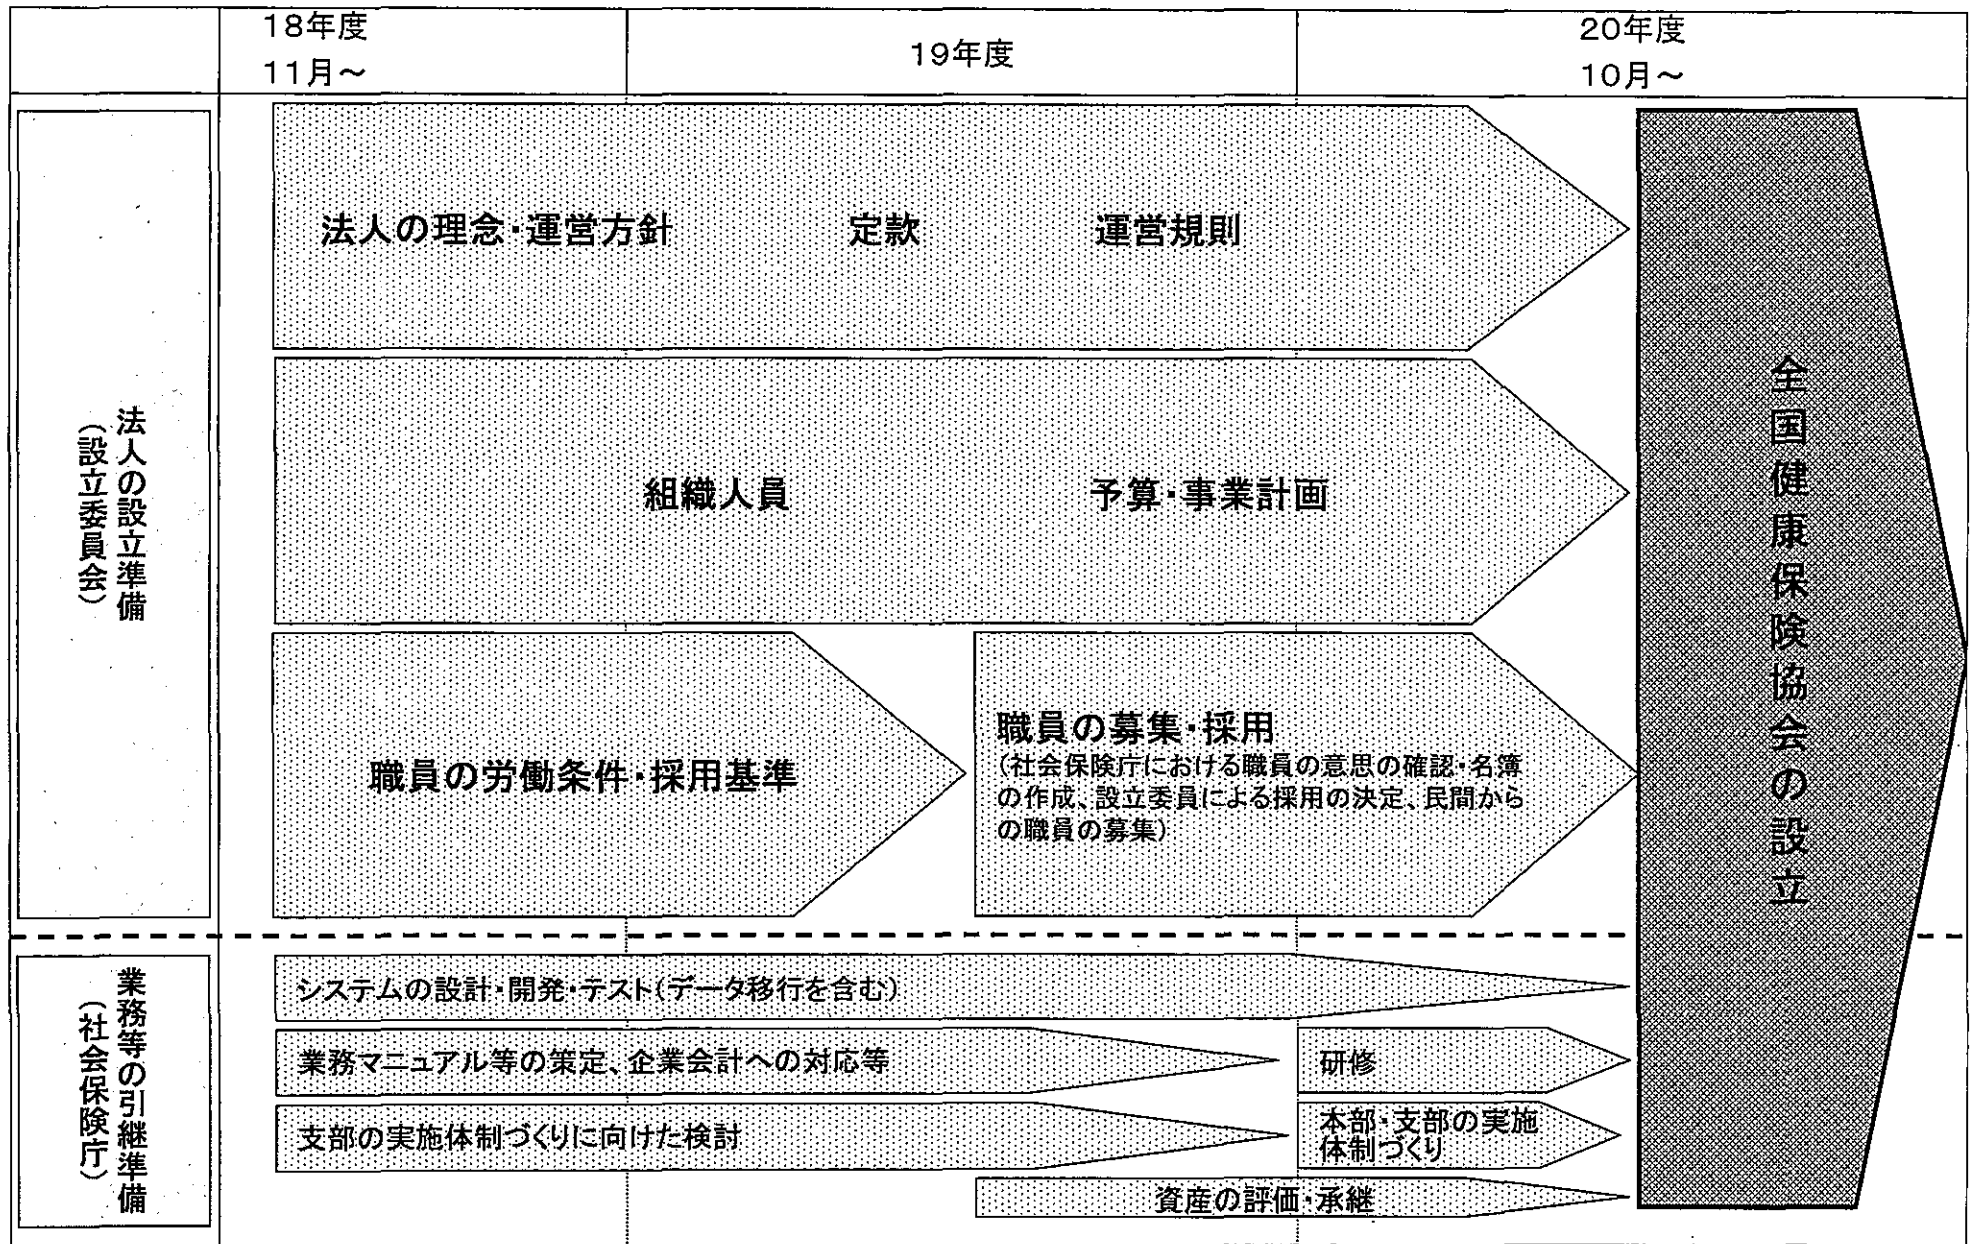 18年度
11月～
19年度
20年度
10月～
法人の設立準備
（設立委員会）
法人の理念・運営方針 定款 運営規則
組織人員 予算・事業計画
職員の労働条件・採用基準
職員の募集・採用
（社会保険庁における職員の意思の確認・名簿
の作成、設立委員による採用の決定、民間から
の職員の募集）
全国健康保険協会の設立
業務等の引継準備
（社会保険庁）
システムの設計・開発・テスト（データ移行を含む）
業務マニュアル等の策定、企業会計への対応等
研修
支部の実施体制づくりに向けた検討
本部・支部の実施
体制づくり
資産の評価・承継